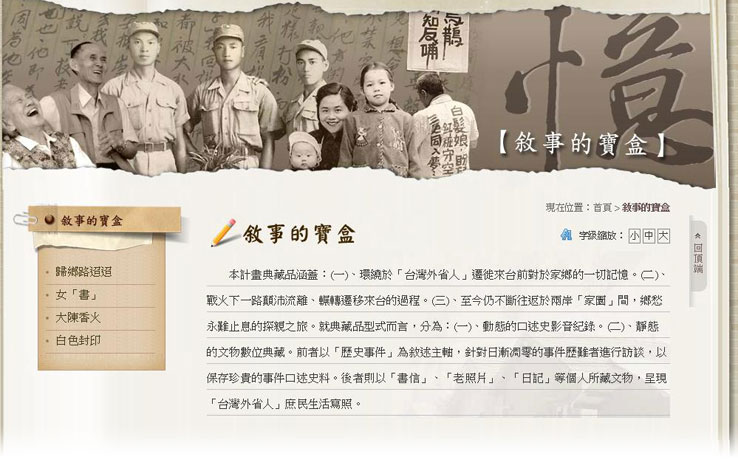 憶
烏鴉
知反哺
白髮娘
【敘事的寶盒】
現在位置：首頁 > 敘事的寶盒
敘事的寶盒
歸鄉路迢迢
女「書」
大陳香火
白色封印
敘事的寶盒
字級縮放： 小 中 大
回頂端
本計畫典藏品涵蓋：(一)、環繞於「台灣外省人」遷徙來台前對於家鄉的一切記憶。(二)、
戰火下一路顛沛流離、輾轉遷移來台的過程。(三)、至今仍不斷往返於兩岸「家園」間，鄉愁
永難止息的探親之旅。就典藏品型式而言，分為：(一)、動態的口述史影音紀錄。(二)、靜態
的文物數位典藏。前者以「歷史事件」為敘述主軸，針對日漸凋零的事件歷難者進行訪談，以
保存珍貴的事件口述史料。後者則以「書信」、「老照片」、「日記」等個人所藏文物，呈現
「台灣外省人」庶民生活寫照。